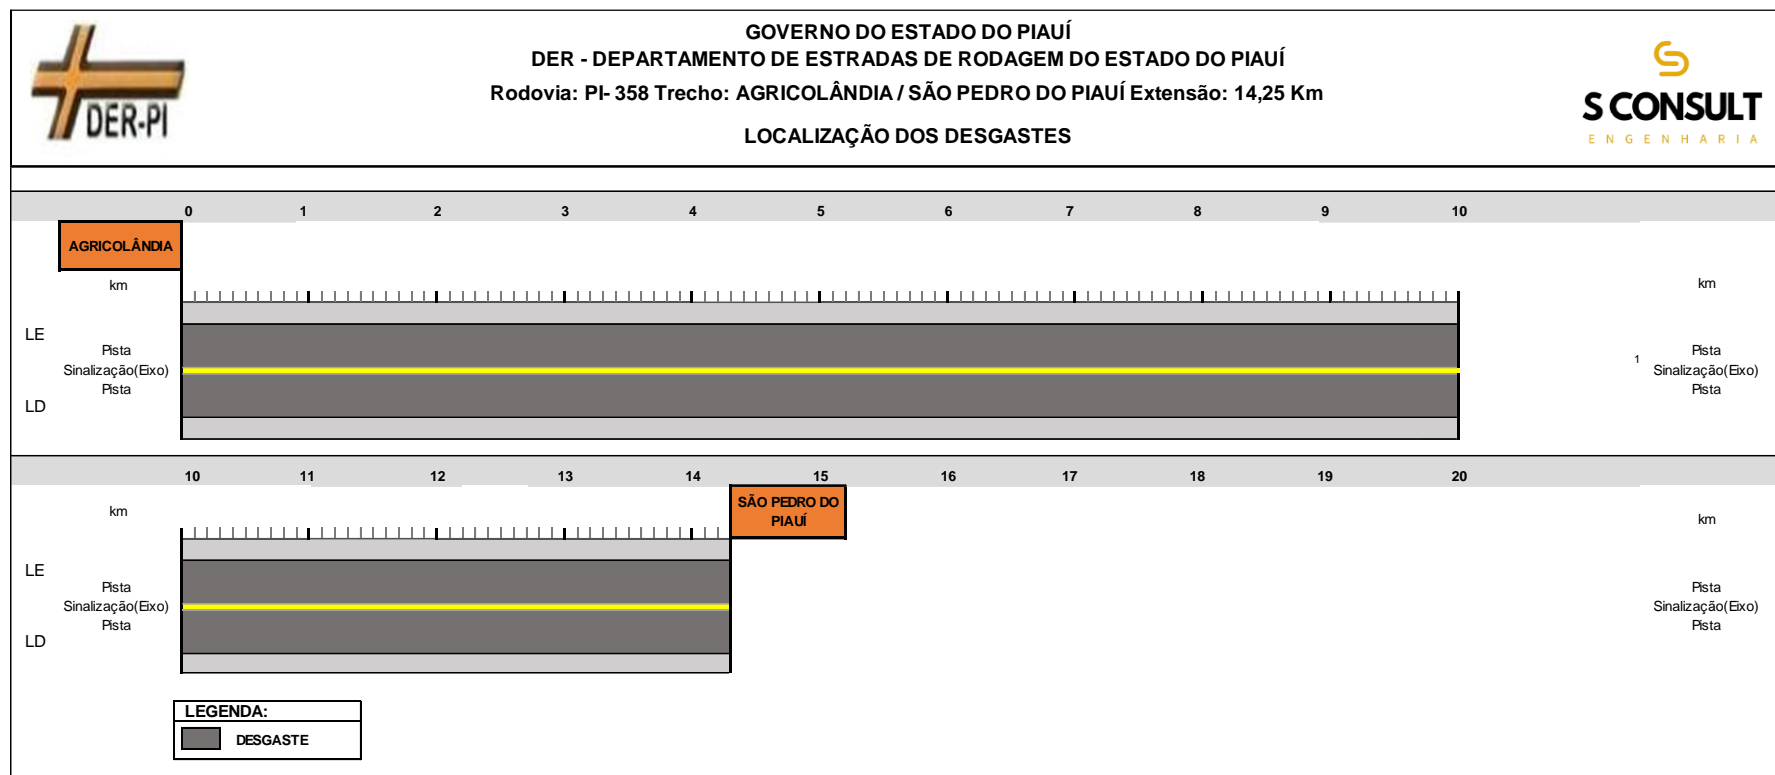 GOVERNO DO ESTADO DO PIAUÍ
DER - DEPARTAMENTO DE ESTRADAS DE RODAGEM DO ESTADO DO PIAUÍ
Rodovia: PI- 358 Trecho: AGRICOLÂNDIA / SÃO PEDRO DO PIAUÍ Extensão: 14,25 Km
LOCALIZAÇÃO DOS DESGASTES
DER-PI
S CONSULT
ENGENHARIA
0 1 2 3 4 5 6 7 8 9 10
AGRICOLÂNDIA
km km
LE
Pista 1 Pista
Sinalização(Eixo) Sinalização(Eixo)
Pista Pista
LD
10 11 12 13 14 15 16 17 18 19 20
SÃO PEDRO DO
PIAUÍ
km km
LE
Pista Pista
Sinalização(Eixo) Sinalização(Eixo)
Pista Pista
LD
LEGENDA:
DESGASTE